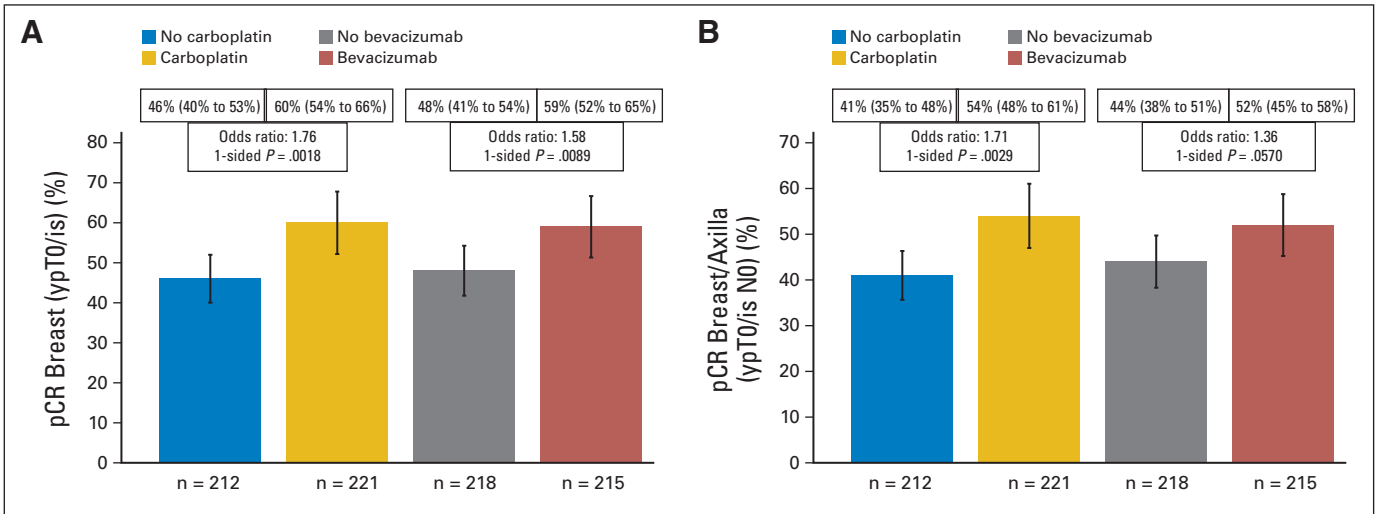 A
No carboplatin
No bevacizumab
Carboplatin
Bevacizumab
46% (40% to 53%)
60% (54% to 66%)
48% (41% to 54%)
59% (52% to 65%)
Odds ratio: 1.76
1-sided P = .0018
Odds ratio: 1.58
1-sided P = .0089
pCR Breast (ypT0/is) (%)
80
70
60
50
40
30
20
10
0
n = 212
n = 221
n = 218
n = 215
B
No carboplatin
No bevacizumab
Carboplatin
Bevacizumab
41% (35% to 48%)
54% (48% to 61%)
44% (38% to 51%)
52% (45% to 58%)
Odds ratio: 1.71
1-sided P = .0029
Odds ratio: 1.36
1-sided P = .0570
pCR Breast/Axilla
(ypT0/is N0) (%)
70
60
50
40
30
20
10
0
n = 212
n = 221
n = 218
n = 215